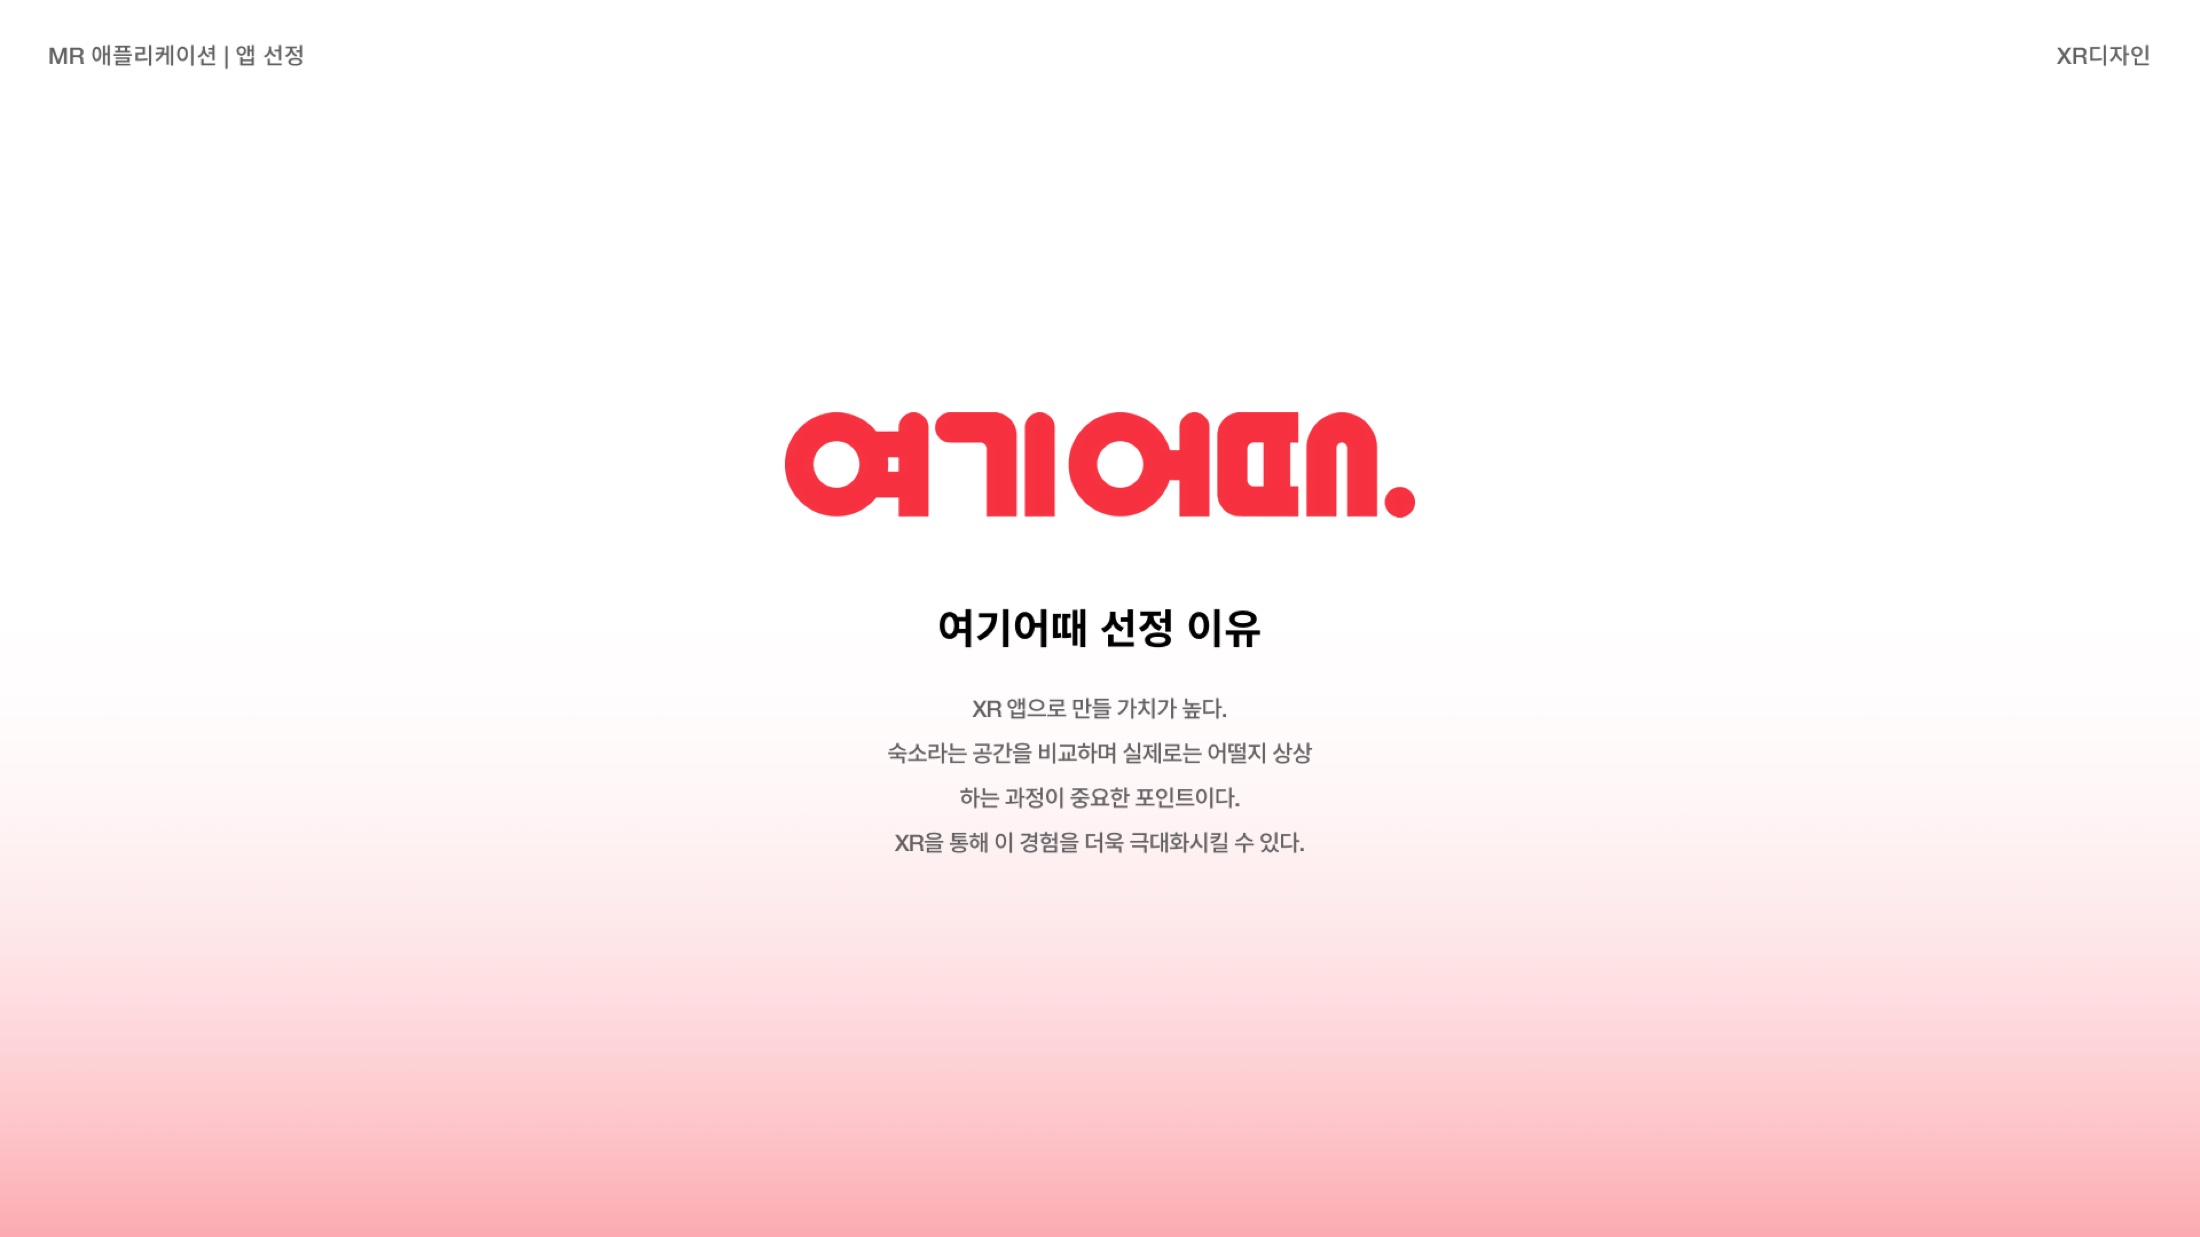 MR 애플리케이션 | 앱 선정
XR디자인
여기어때.
여기어때 선정 이유
XR 앱으로 만들 가치가 높다.
숙소라는 공간을 비교하며 실제로는 어떨지 상상
하는 과정이 중요한 포인트이다.
XR을 통해 이 경험을 더욱 극대화시킬 수 있다.